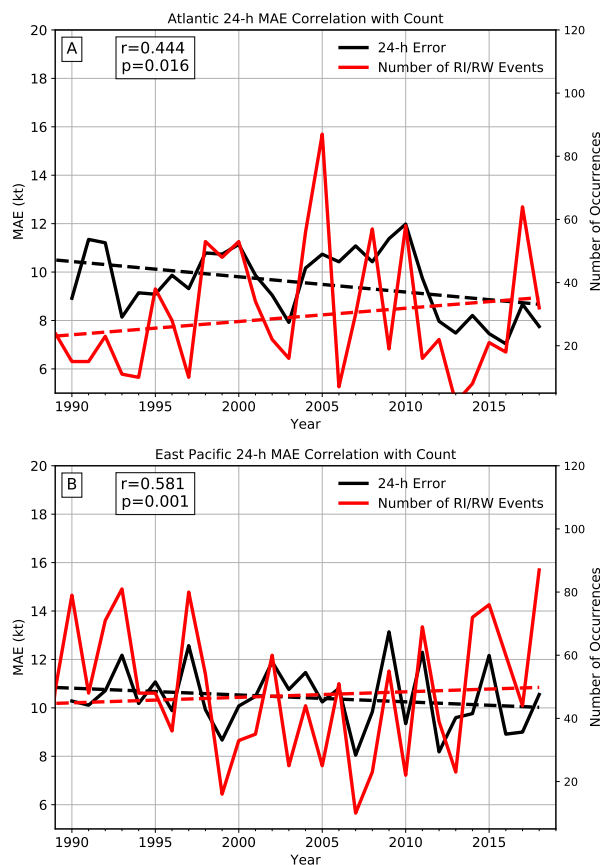 Atlantic 24-h MAE Correlation with Count
A
r=0.444
p=0.016
24-h Error
Number of RI/RW Events
20
18
16
14
12
10
8
6
MAE (kt)
120
100
80
60
40
20
Number of Occurrences
1990 1995 2000 2005 2010 2015
Year
East Pacific 24-h MAE Correlation with Count
B
r=0.581
p=0.001
24-h Error
Number of RI/RW Events
20
18
16
14
12
10
8
6
MAE (kt)
120
100
80
60
40
20
Number of Occurrences
1990 1995 2000 2005 2010 2015
Year